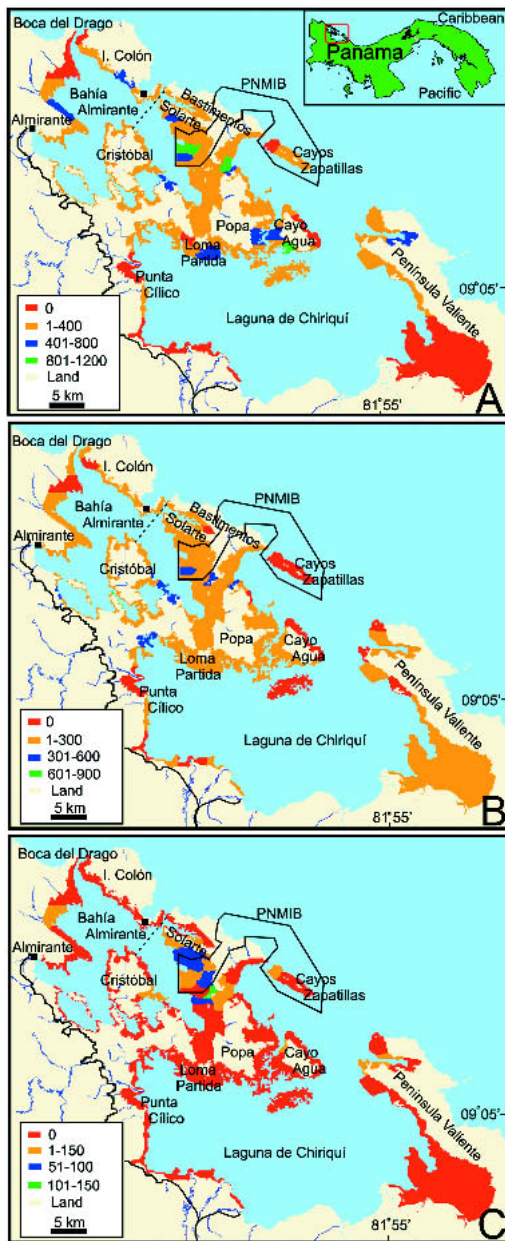 Boca del Drago
I. Colón
Caribbean
Panama
Pacific
Bahía
Almirante
Almirante
Bastimentos
Solarte
PNMIB
Cristóbal
Cayos
Zapatillas
Popa
Cayo
Agua
Loma
Partida
Punta
Cílico
Península Valiente
Laguna de Chiriquí
09°05'
81°55'
0
1-400
401-800
801-1200
Land
5 km
A
Boca del Drago
I. Colón
Bahía
Almirante
Almirante
Bastimentos
Solarte
PNMIB
Cristóbal
Cayos
Zapatillas
Popa
Cayo
Agua
Loma
Partida
Punta
Cílico
Península Valiente
Laguna de Chiriquí
09°05'
81°55'
0
1-300
301-600
601-900
Land
5 km
B
Boca del Drago
I. Colón
Bahía
Almirante
Almirante
Solarte
PNMIB
Cristóbal
Cayos
Zapatillas
Popa
Cayo
Agua
Loma
Partida
Punta
Cílico
Península Valiente
Laguna de Chiriquí
09°05'
81°55'
0
1-150
51-100
101-150
Land
5 km
C